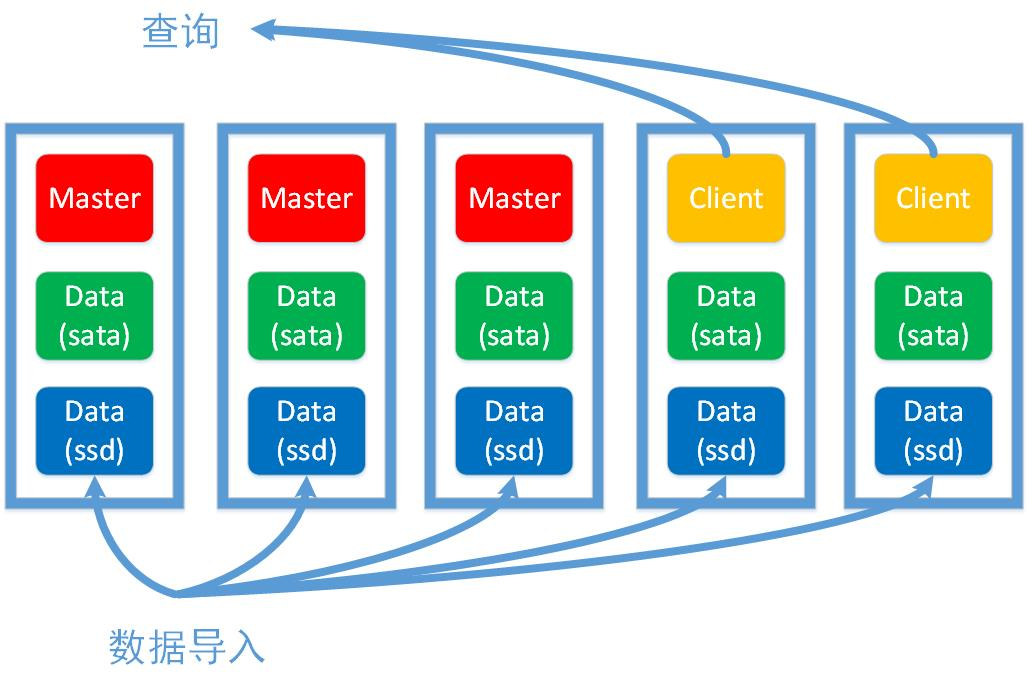 查询
Master
Master
Master
Client
Client
Data
(sata)
Data
(sata)
Data
(sata)
Data
(sata)
Data
(sata)
Data
(ssd)
Data
(ssd)
Data
(ssd)
Data
(ssd)
Data
(ssd)
数据导入